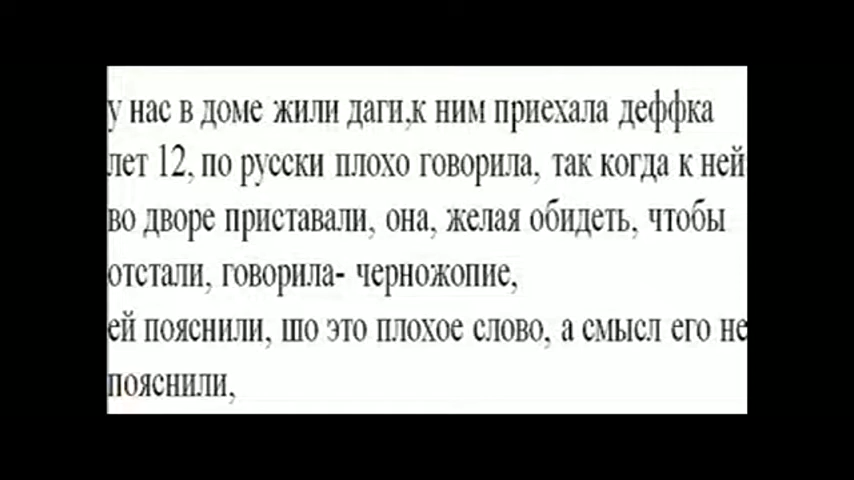 у нас в доме жили даги,к ним приехала деффка
лет 12, по русски плохо говорила, так когда к ней
во дворе приставали, она, желая обидеть, чтобы
отстали, говорила- черножопие,
ей пояснили, шо это плохое слово, а смысл его не
пояснили,